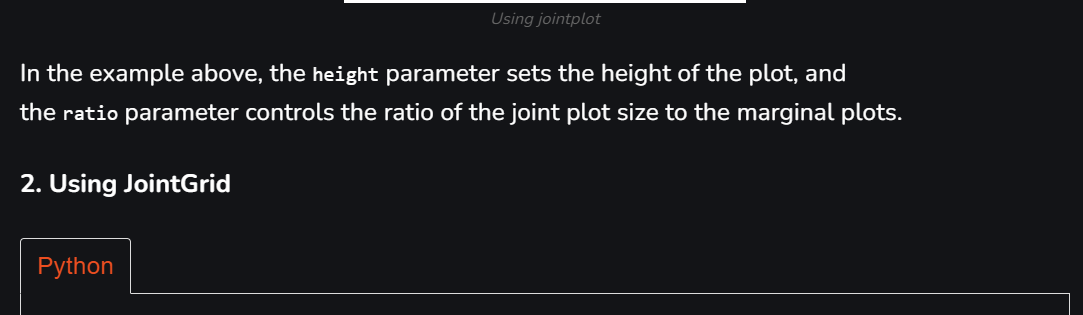 Using jointplot
In the example above, the height parameter sets the height of the plot, and
the ratio parameter controls the ratio of the joint plot size to the marginal plots.
2. Using JointGrid
Python